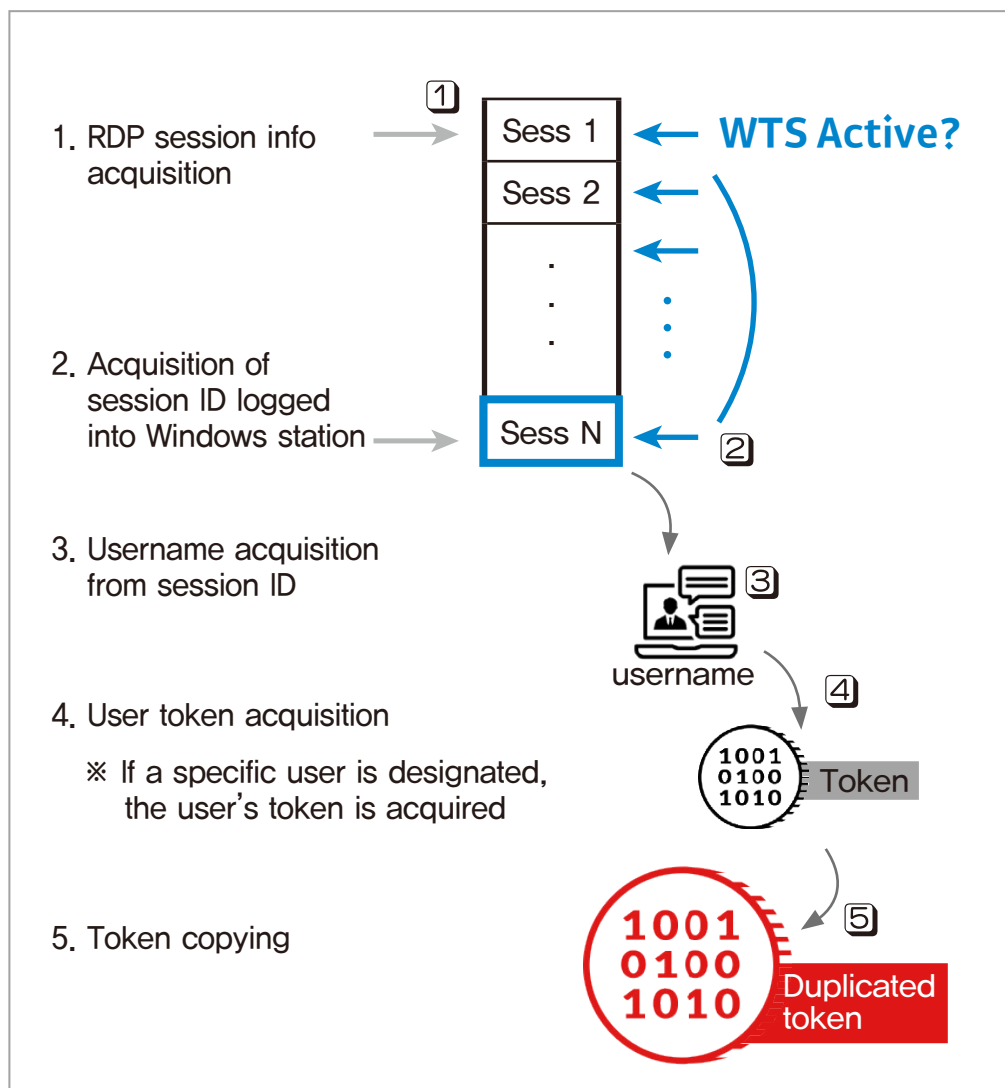 1
1. RDP session info
acquisition
Sess 1
WTS Active?
Sess 2
.
.
.
2. Acquisition of
session ID logged
into Windows station
Sess N
2
3. Username acquisition
from session ID
3
username
4. User token acquisition
※ If a specific user is designated,
the user’s token is acquired
4
1001
0100
1010
Token
5. Token copying
5
1001
0100
1010
Duplicated
token